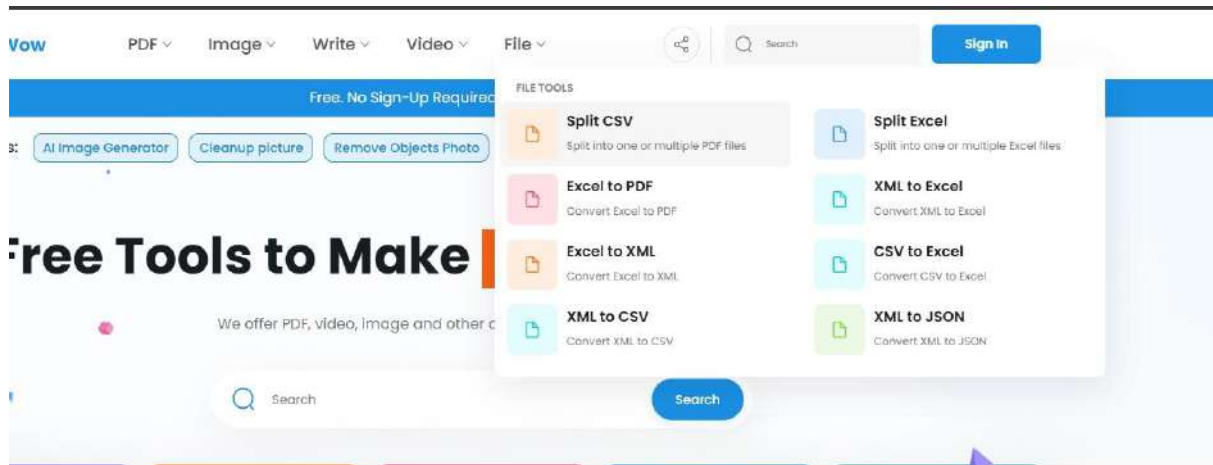 PDF Image Write Video File Search Sign In
Free. No Sign-Up Required
FILE TOOLS
Split CSV
Split into one or multiple PDF files
Split Excel
Split into one or multiple Excel files
AI Image Generator Cleanup picture Remove Objects Photo
Excel to PDF
Convert Excel to PDF
XML to Excel
Convert XML to Excel
Free Tools to Make
Excel to XML
Convert Excel to XML
CSV to Excel
Convert CSV to Excel
We offer PDF, video, image and other
XML to CSV
Convert XML to CSV
XML to JSON
Convert XML to JSON
Search
Search